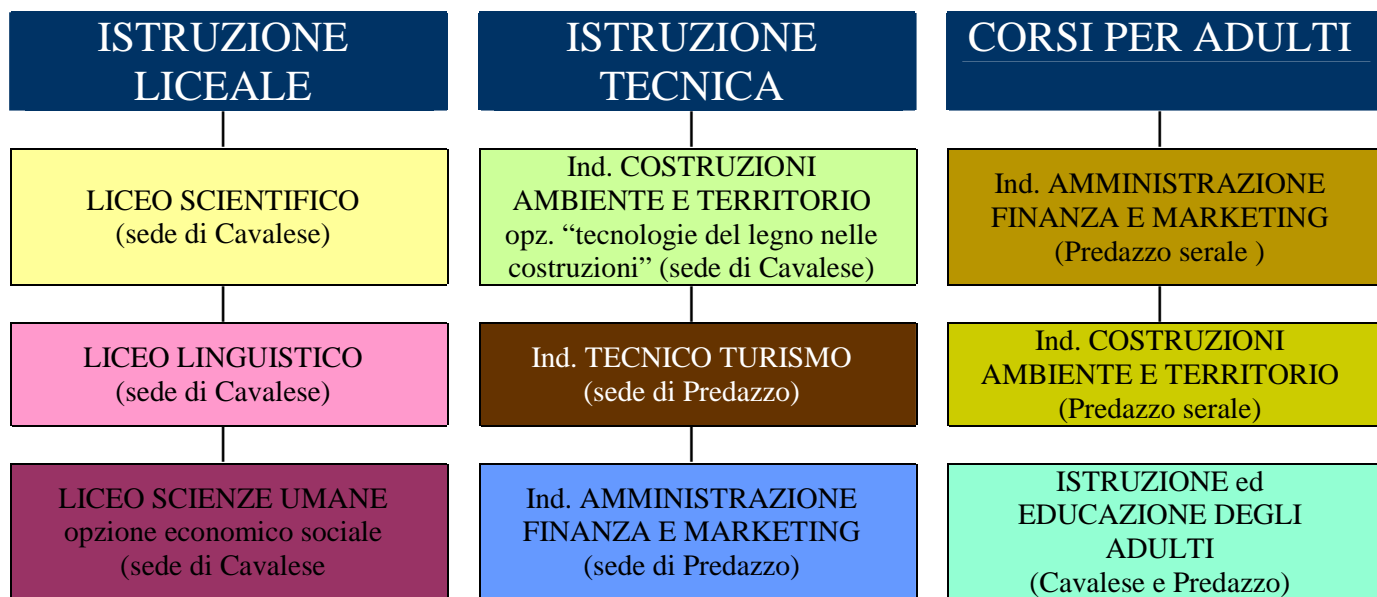 ISTRUZIONE
LICEALE
LICEO SCIENTIFICO
(sede di Cavalese)
LICEO LINGUISTICO
(sede di Cavalese)
LICEO SCIENZE UMANE
opzione economico sociale
(sede di Cavalese
ISTRUZIONE
TECNICA
Ind. COSTRUZIONI
AMBIENTE E TERRITORIO
opz. “tecnologie del legno nelle
costruzioni” (sede di Cavalese)
Ind. TECNICO TURISMO
(sede di Predazzo)
Ind. AMMINISTRAZIONE
FINANZA E MARKETING
(sede di Predazzo)
CORSI PER ADULTI
Ind. AMMINISTRAZIONE
FINANZA E MARKETING
(Predazzo serale )
Ind. COSTRUZIONI
AMBIENTE E TERRITORIO
(Predazzo serale)
ISTRUZIONE ed
EDUCAZIONE DEGLI
ADULTI
(Cavalese e Predazzo)